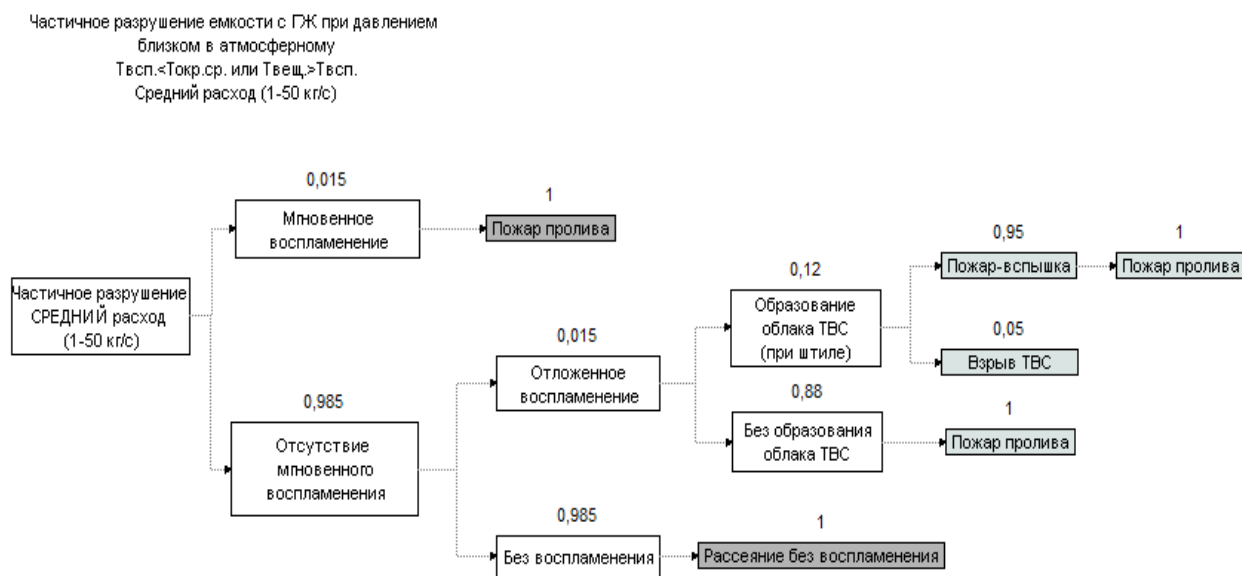 Частичное разрушение емкости с ГЖ при давлением
близком в атмосферному
Твсп.<Токр.ср. или Твещ.>Твсп.
Средний расход (1-50 кг/с)
0,015
1
Мгновенное
воспламенение
Пожар пролива
0,95
1
0,12
Пожар-вспышка
Пожар пролива
Частичное разрушение
СРЕДНИЙ расход
(1-50 кг/с)
Образование
облака ТВС
(при штиле)
0,015
0,05
Отложенное
воспламенение
Взрыв ТВС
0,985
0,88
1
Отсутствие
мгновенного
воспламенения
Без образования
облака ТВС
Пожар пролива
0,985
1
Без воспламенения
Рассеяние без воспламенения